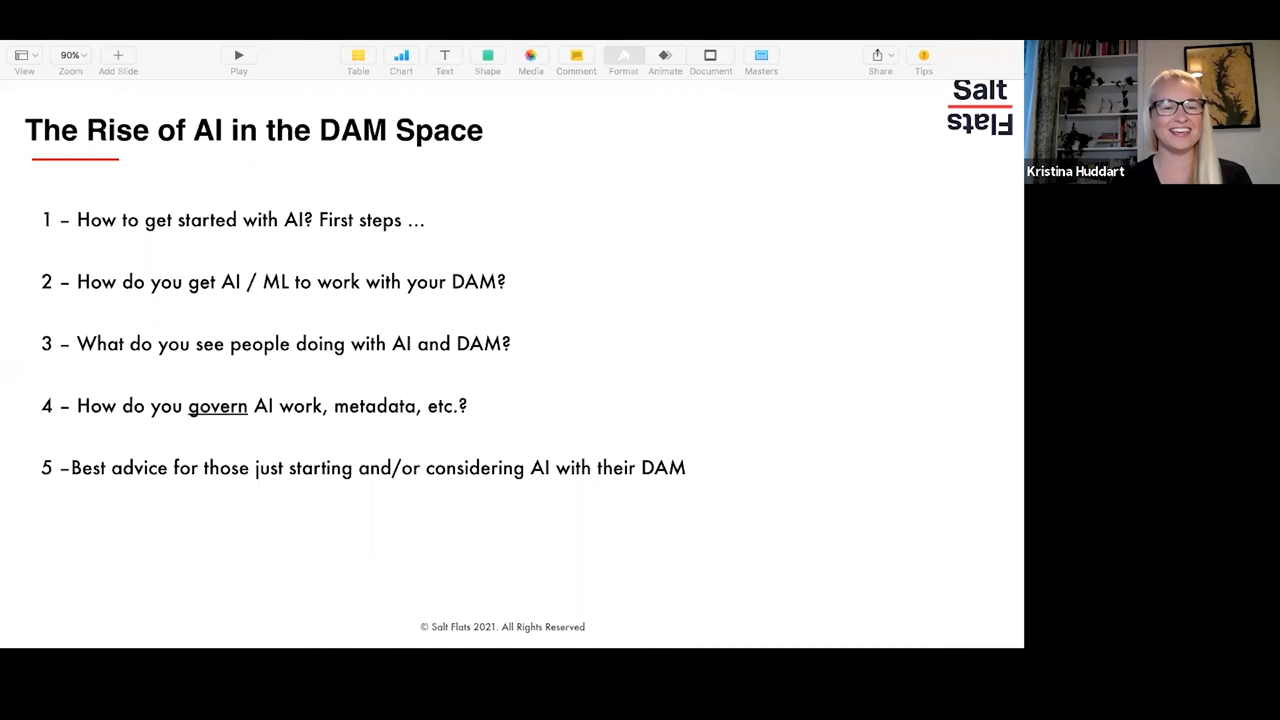 View
90%
Zoom
Add Slide
Play
Table
Chart
T
Text
Shape
Media
Comment
Format
Animate
Document
Masters
Share
Tips
Salt
Flats
The Rise of AI in the DAM Space
1 – How to get started with AI? First steps ...
2 – How do you get AI / ML to work with your DAM?
3 – What do you see people doing with AI and DAM?
4 – How do you govern AI work, metadata, etc.?
5 –Best advice for those just starting and/or considering AI with their DAM
© Salt Flats 2021. All Rights Reserved
Kristina Huddart